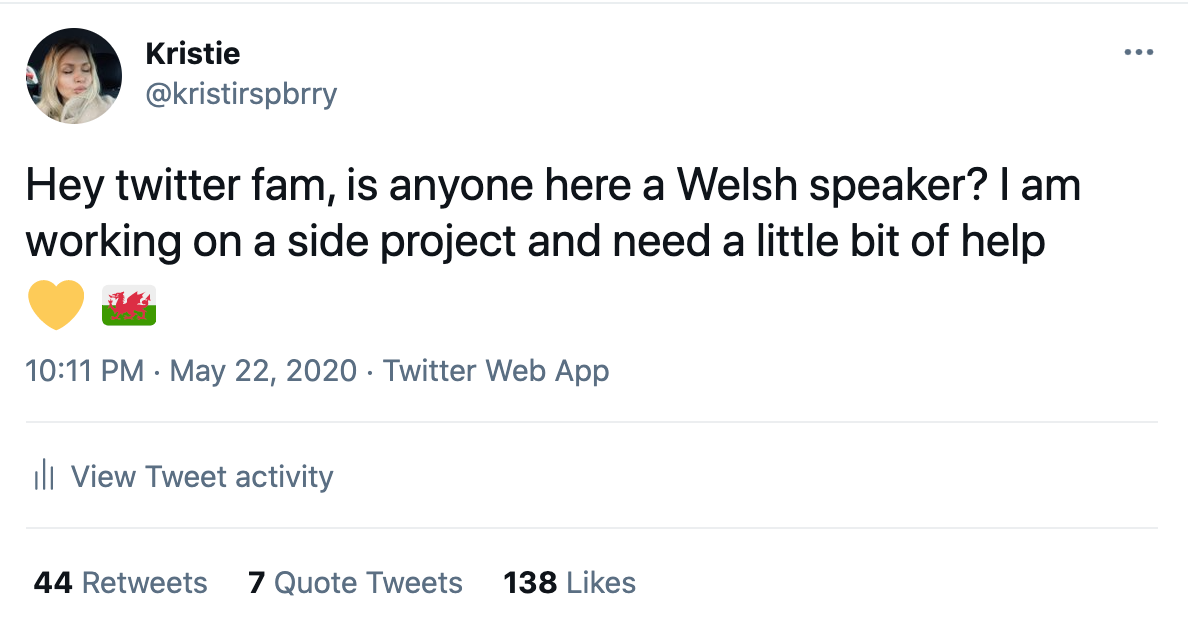 Kristie
@kristirspbrry
Hey twitter fam, is anyone here a Welsh speaker? I am
working on a side project and need a little bit of help
💛 🏴󠁧󠁢󠁷󠁬󠁳󠁿
10:11 PM · May 22, 2020 · Twitter Web App
View Tweet activity
44 Retweets 7 Quote Tweets 138 Likes